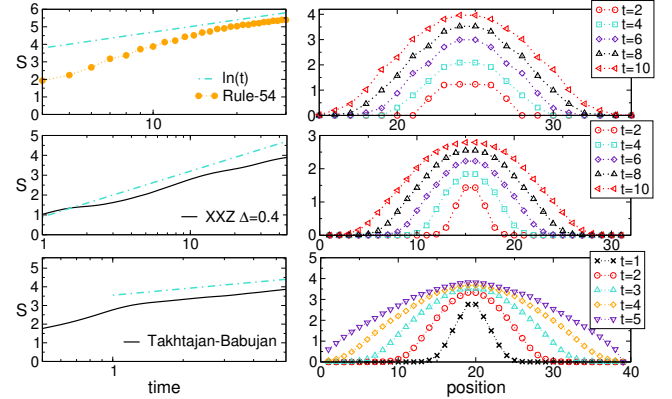 6
5
4
3
2
1
0
S
ln(t)
Rule-54
10
4
3
2
1
0
20
30
t=2
t=4
t=6
t=8
t=10
5
4
3
2
1
0
S
XXZ Δ=0.4
1
10
3
2
1
0
0
10
20
30
t=2
t=4
t=6
t=8
t=10
5
4
3
2
1
0
S
Takhtajan-Babujan
1
time
5
4
3
2
1
0
0
10
20
30
40
position
t=1
t=2
t=3
t=4
t=5